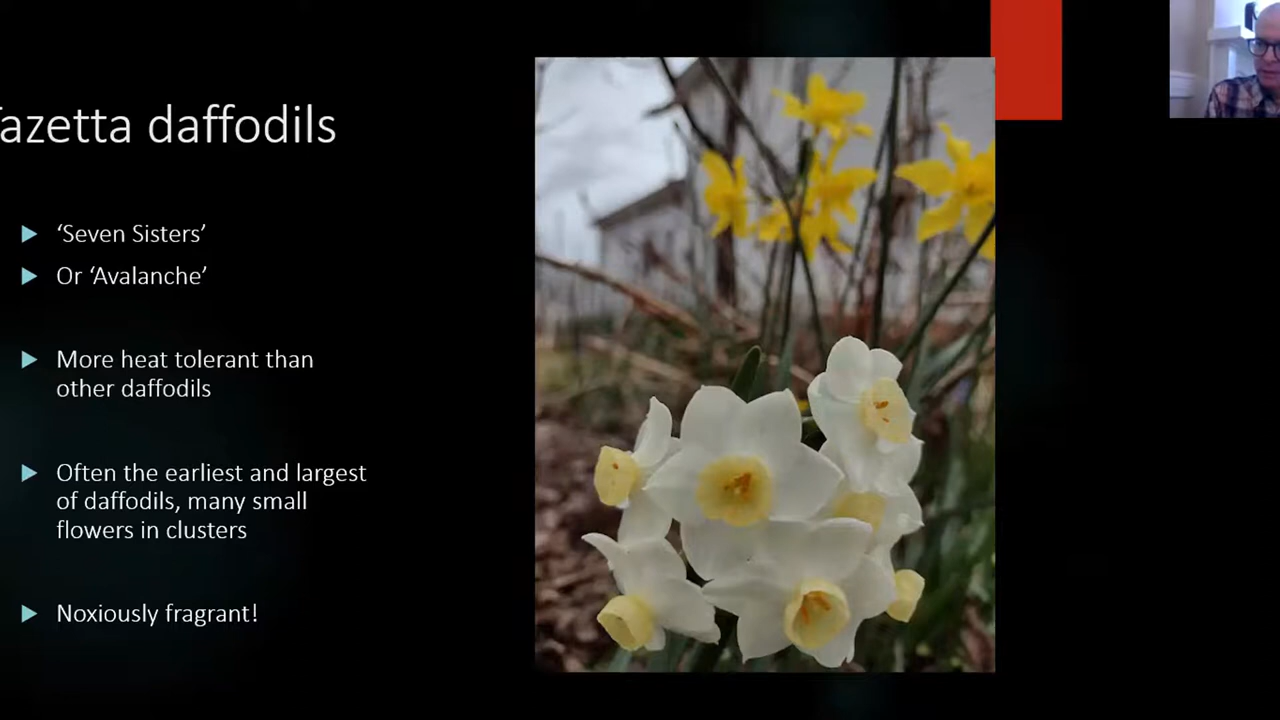 Tazetta daffodils
‘Seven Sisters’
Or ‘Avalanche’
More heat tolerant than
other daffodils
Often the earliest and largest
of daffodils, many small
flowers in clusters
Noxiously fragrant!